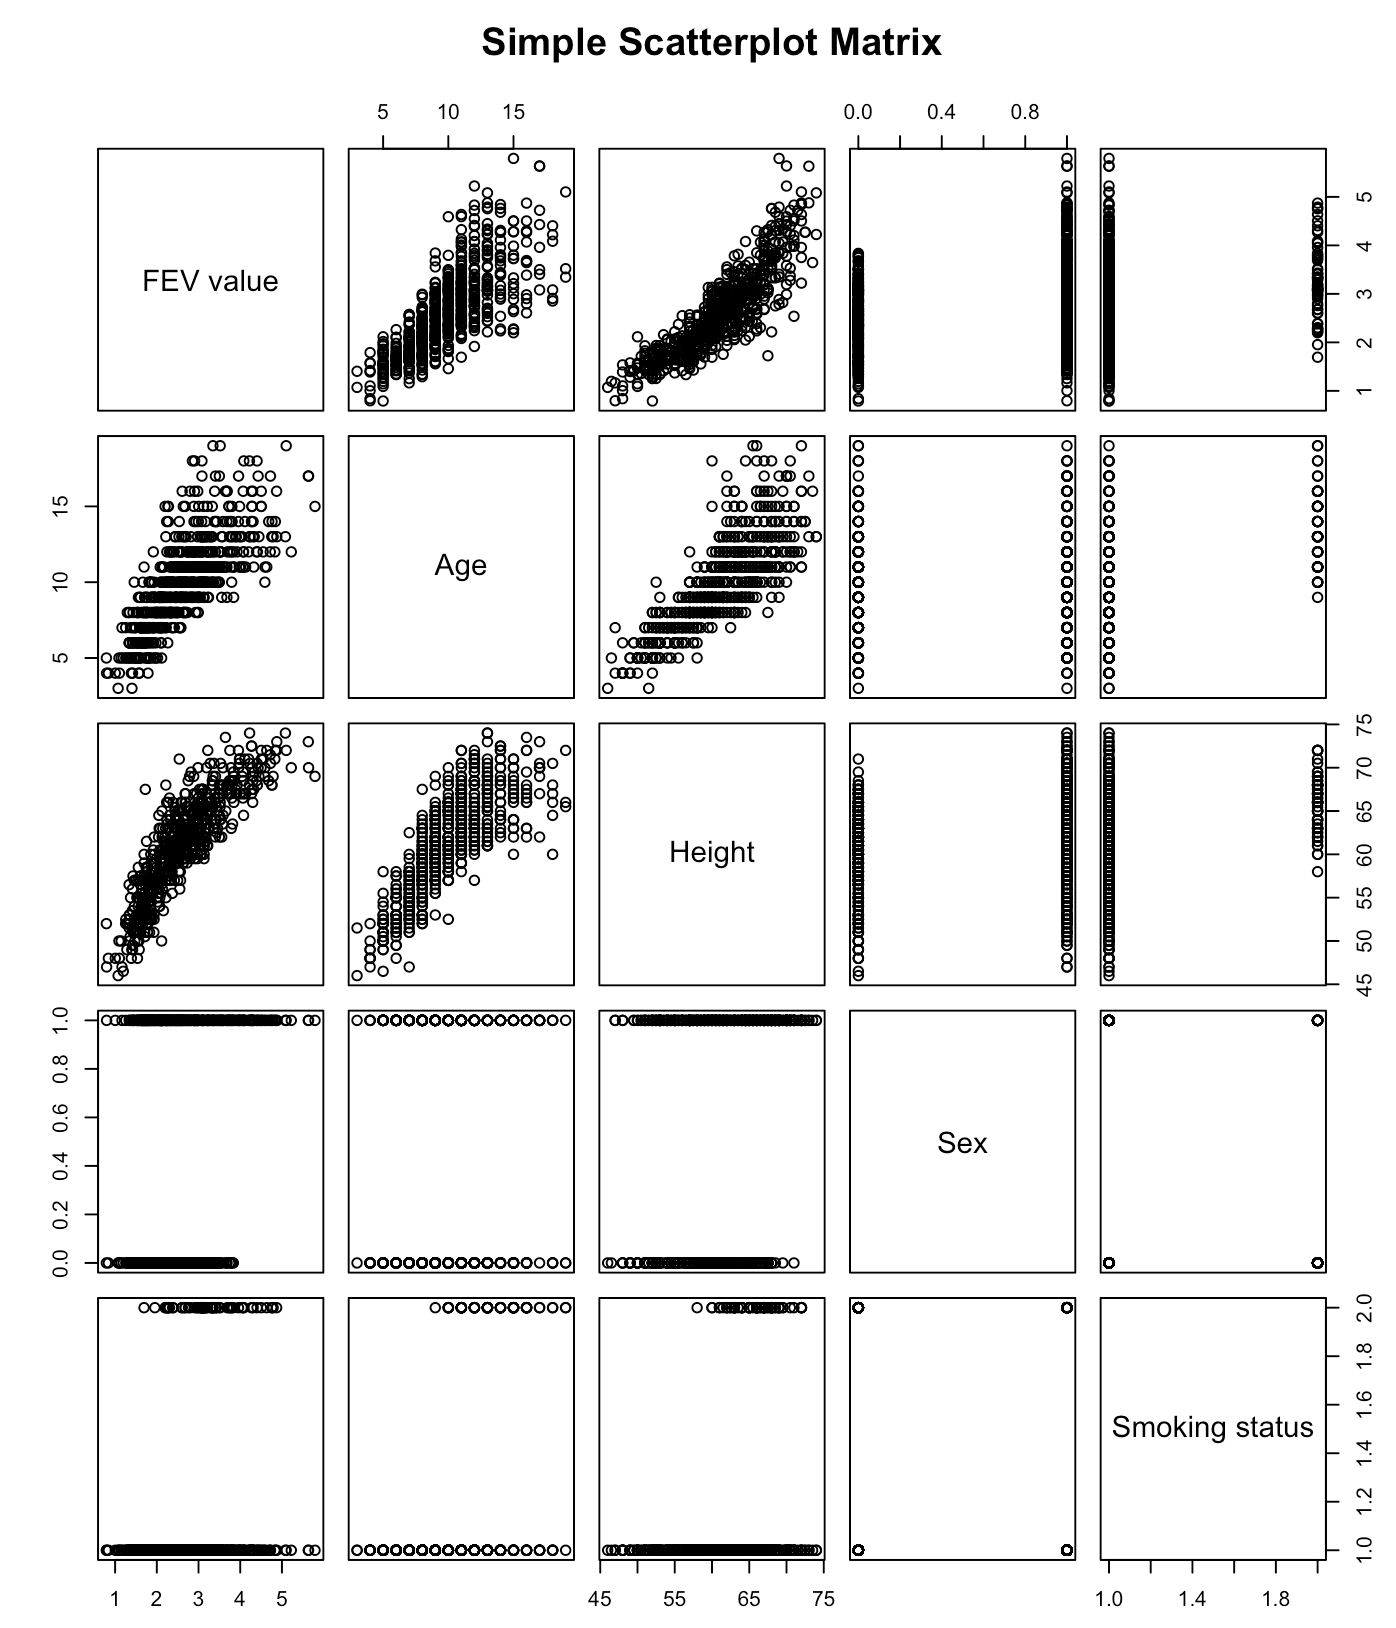 Simple Scatterplot Matrix
5 10 15
0.0 0.4 0.8
FEV value
1 2 3 4 5
5 10 15
Age
Height
45 50 55 60 65 70 75
0.0 0.2 0.4 0.6 0.8 1.0
Sex
Smoking status
1.0 1.2 1.4 1.6 1.8 2.0
1 2 3 4 5
45 55 65 75
1.0 1.4 1.8